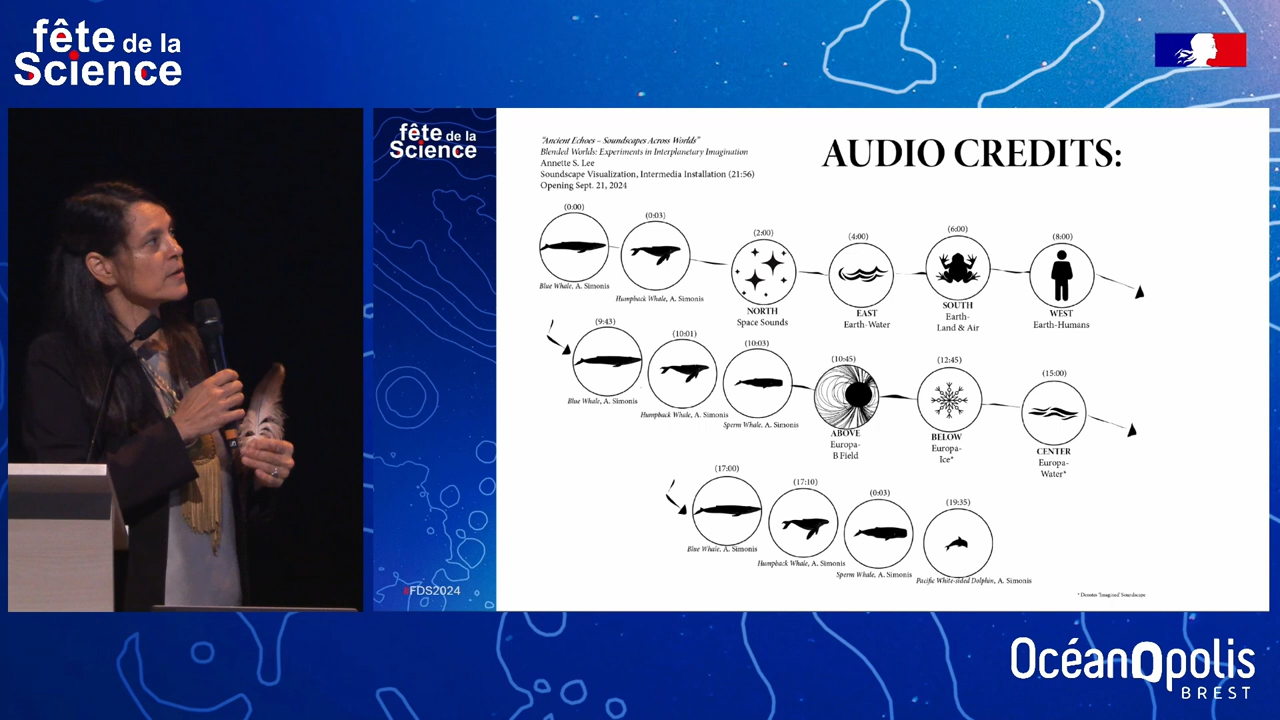 fête de la
Science
fête de la
Science
"Ancient Echoes – Soundscapes Across Worlds"
Blended Worlds: Experiments in Interplanetary Imagination
Annette S. Lee
Soundscape Visualization, Intermedia Installation (21:56)
Opening Sept. 21, 2024
AUDIO CREDITS:
(0:00)
Blue Whale, A. Simonis
(0:03)
Humpback Whale, A. Simonis
(2:00)
NORTH
Space Sounds
(4:00)
EAST
Earth-Water
(6:00)
SOUTH
Earth-
Land & Air
(8:00)
WEST
Earth-Humans
(9:43)
Blue Whale, A. Simonis
(10:01)
Humpback Whale, A. Simonis
(10:03)
Sperm Whale, A. Simonis
(10:45)
ABOVE
Europa-
B Field
(12:45)
BELOW
Europa-
Ice*
(15:00)
CENTER
Europa-
Water*
(17:00)
Blue Whale, A. Simonis
(17:10)
Humpback Whale, A. Simonis
(0:03)
Sperm Whale, A. Simonis
(19:35)
Pacific White-sided Dolphin, A. Simonis
* Denotes "Imagined" Soundscape
#FDS2024
OcéanOpolis
BREST